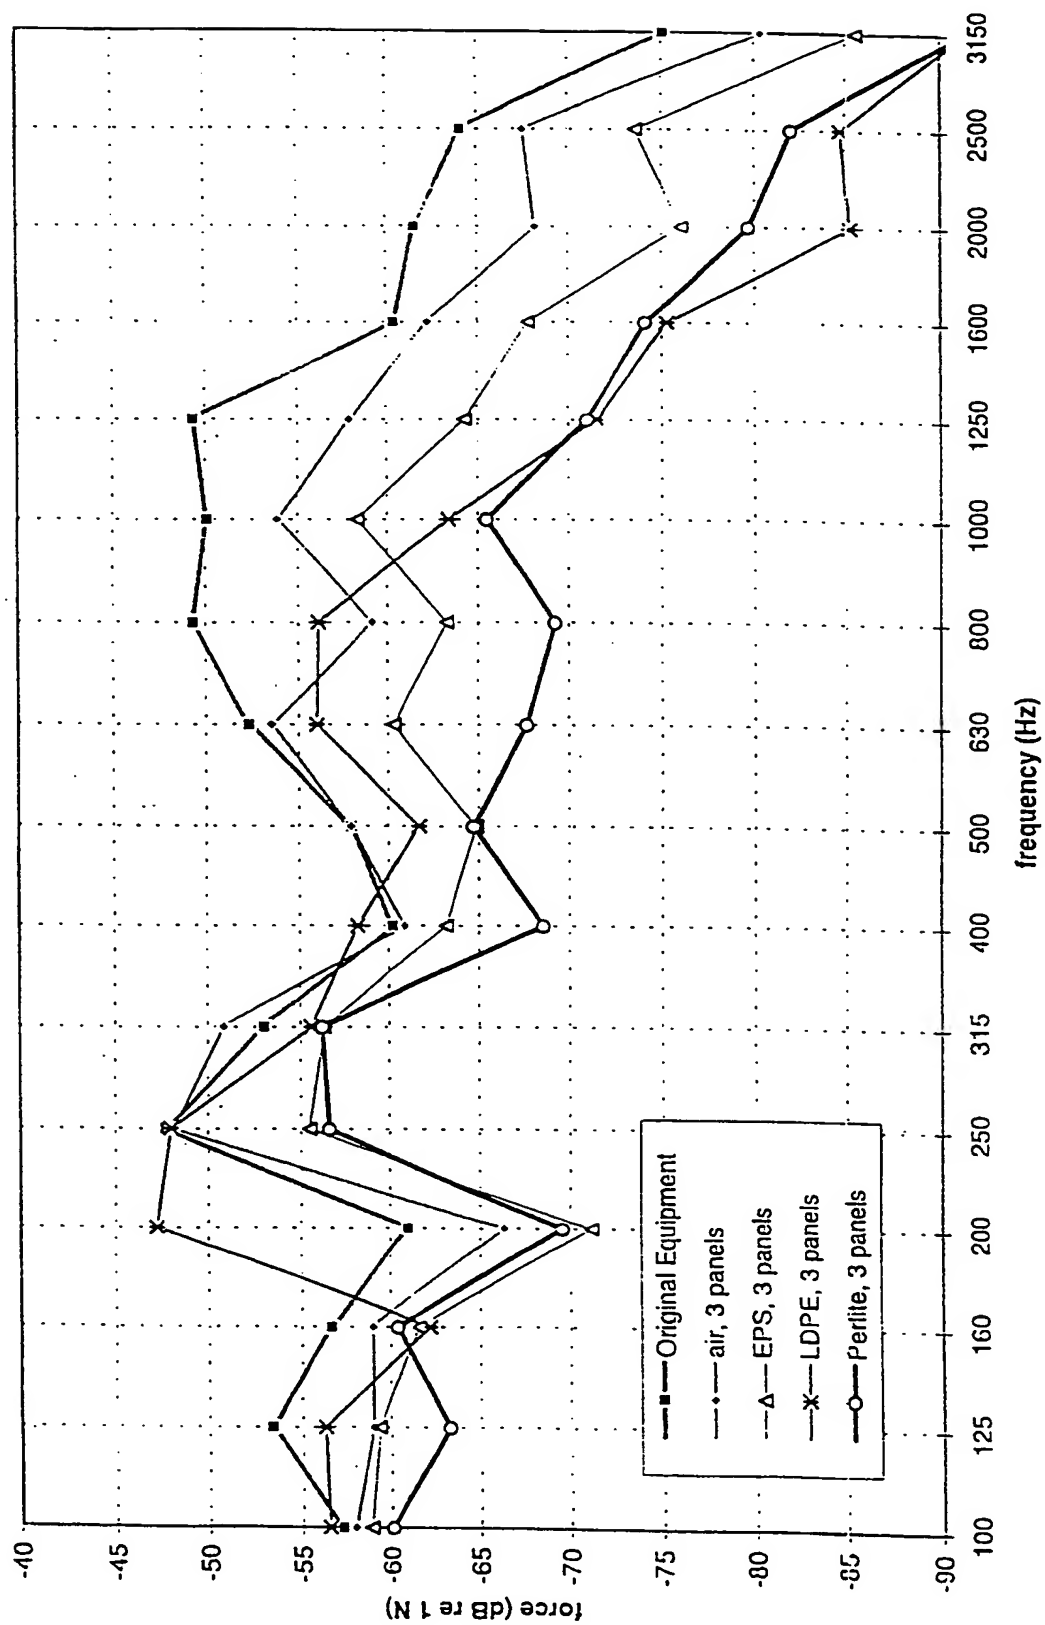 force (dB re 1 N)
-40
-45
-50
-55
-60
-65
-70
-75
-80
-85
-90
Original Equipment
air, 3 panels
EPS, 3 panels
LDPE, 3 panels
Perlite, 3 panels
100 125 160 200 250 315 400 500 630 800 1000 1250 1600 2000 2500 3150
frequency (Hz)